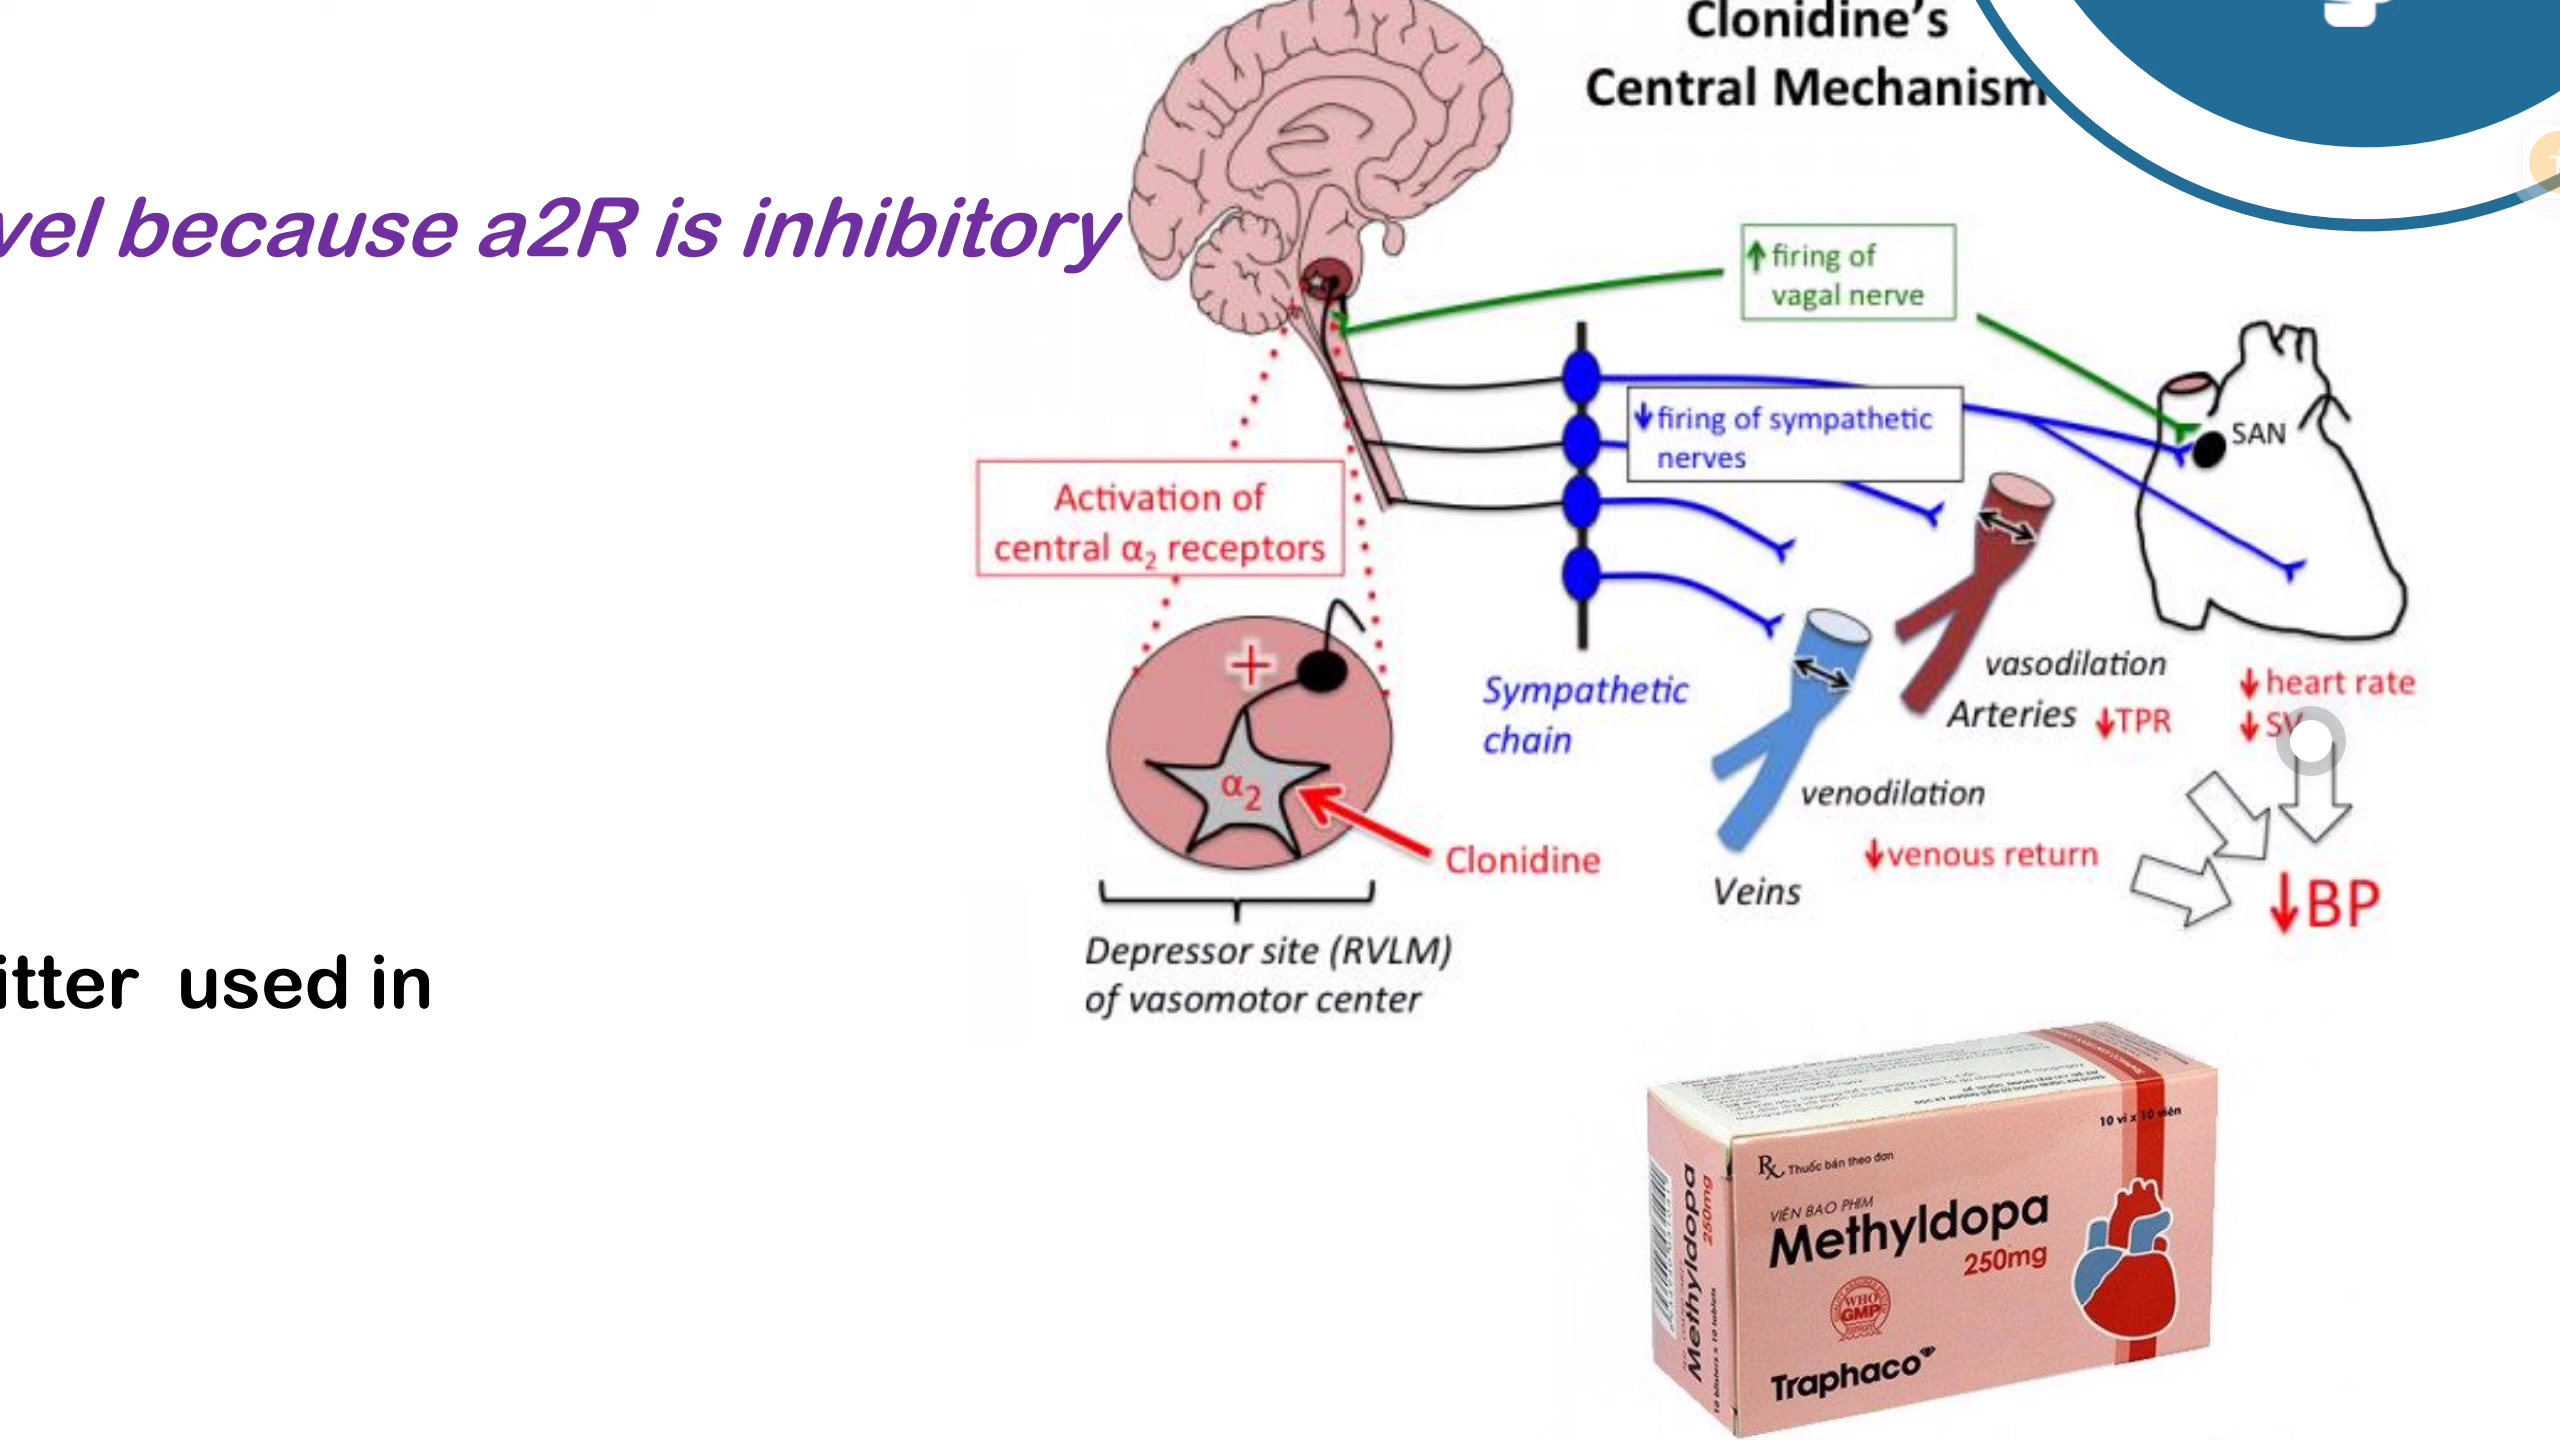 Clonidine's
Central Mechanism
vel because a2R is inhibitory
↑ firing of
vagal nerve
↓ firing of sympathetic
nerves
SAN
Activation of
central α2 receptors
+
α2
Clonidine
Sympathetic
chain
vasodilation
Arteries ↓TPR
↓ heart rate
↓ SV
venodilation
↓venous return
Veins
↓BP
Depressor site (RVLM)
of vasomotor center
itter used in
10 vỉ x 10 viên
Rx Thuốc bán theo đơn
VIÊN BAO PHIM
Methyldopa
250mg
WHO
GMP
Traphaco
Methyldopa
250mg